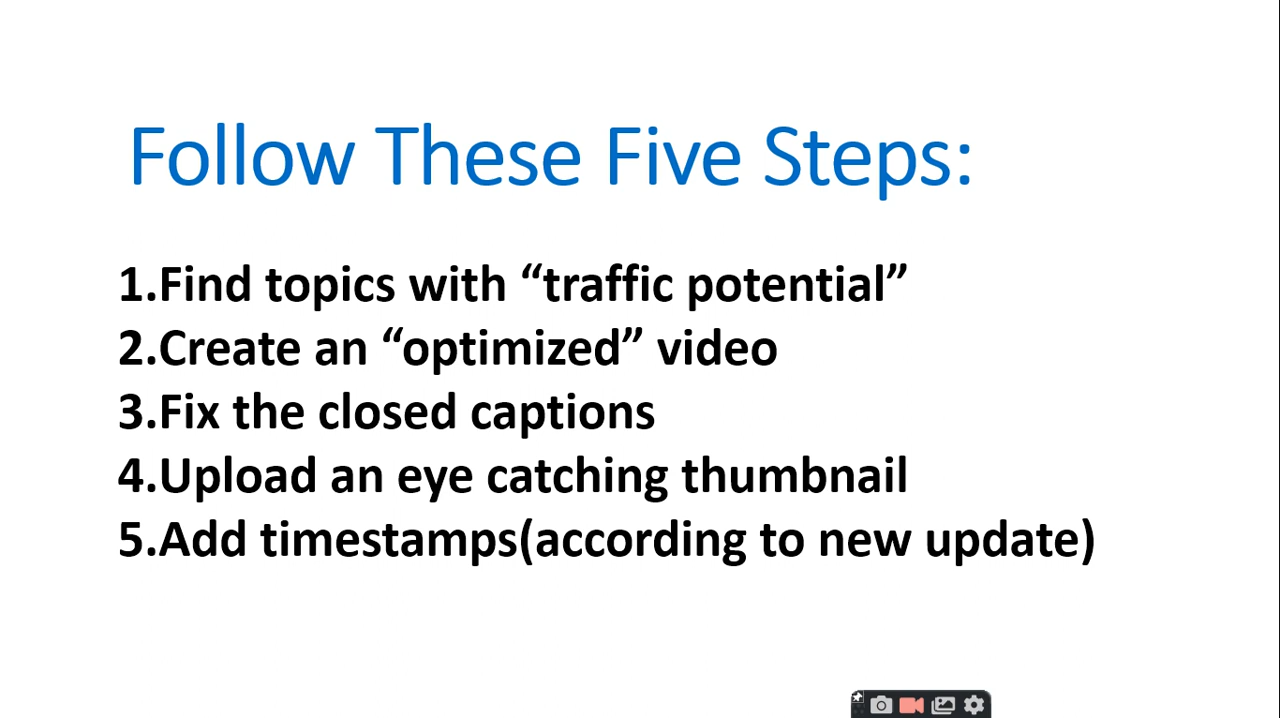 Follow These Five Steps:
1.Find topics with “traffic potential”
2.Create an “optimized” video
3.Fix the closed captions
4.Upload an eye catching thumbnail
5.Add timestamps(according to new update)